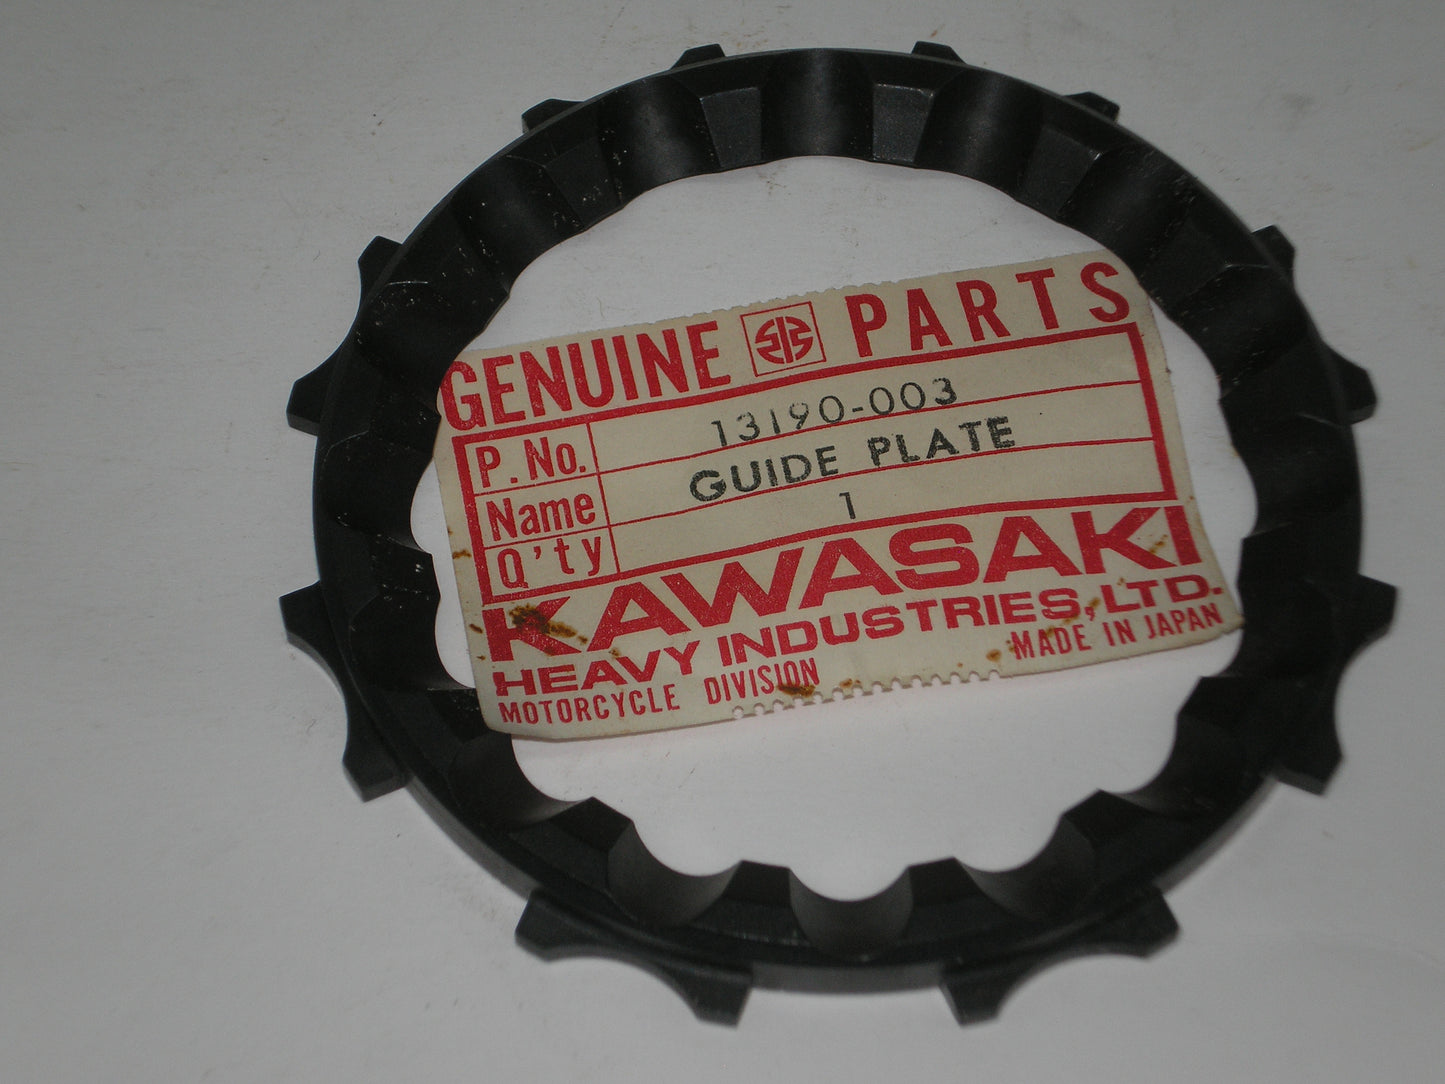 GENUINE PARTS
P. No. 13190-003
Name GUIDE PLATE
Q'ty 1
KAWASAKI
HEAVY INDUSTRIES, LTD.
MOTORCYCLE DIVISION MADE IN JAPAN